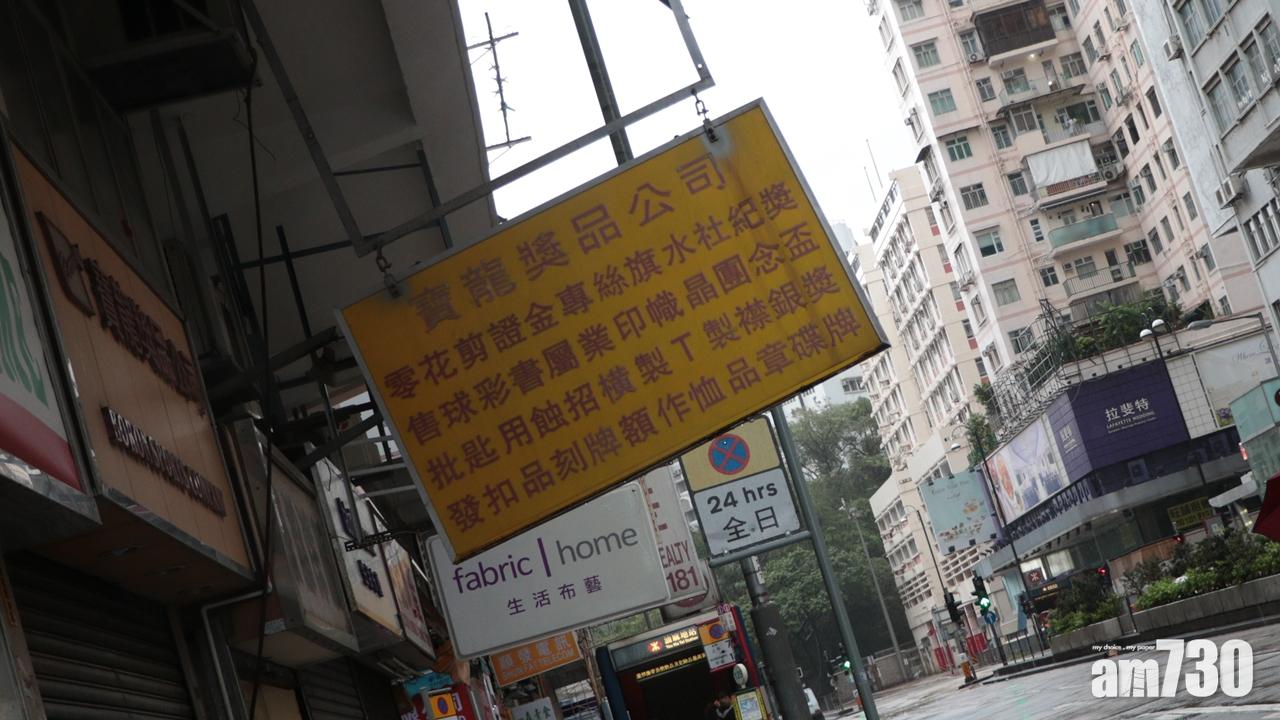 寶龍獎品公司
零花剪證金專絲旗水社紀獎
售球彩書屬業印幟晶團念盃
批匙用蝕招橫製T製襟銀獎
發扣品刻牌額作恤品章碟牌
fabric | home
生活布藝
24 hrs
全日
181
拉斐特
LAFAYETTE WEDDING
my choice . my paper
am730